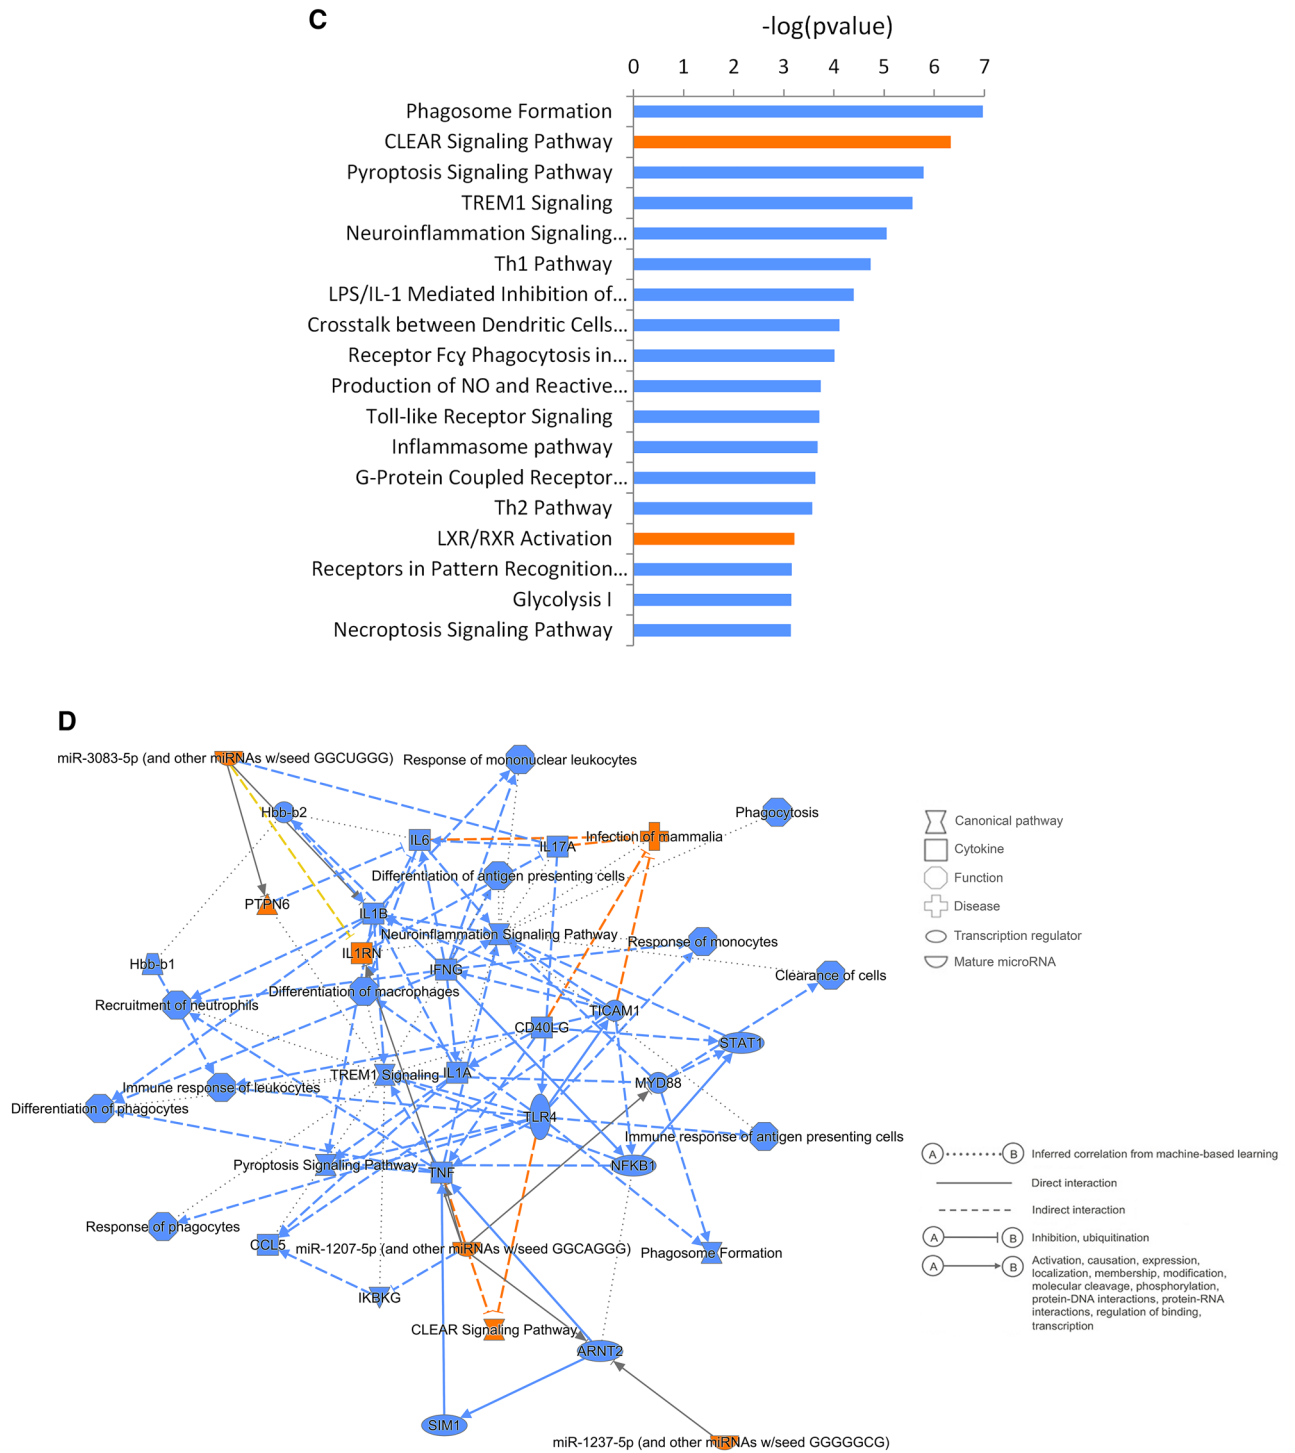 C
-log(pvalue)
0 1 2 3 4 5 6 7
Phagosome Formation
CLEAR Signaling Pathway
Pyroptosis Signaling Pathway
TREM1 Signaling
Neuroinflammation Signaling...
Th1 Pathway
LPS/IL-1 Mediated Inhibition of...
Crosstalk between Dendritic Cells...
Receptor Fcγ Phagocytosis in...
Production of NO and Reactive...
Toll-like Receptor Signaling
Inflammasome pathway
G-Protein Coupled Receptor...
Th2 Pathway
LXR/RXR Activation
Receptors in Pattern Recognition...
Glycolysis I
Necroptosis Signaling Pathway
D
miR-3083-5p (and other miRNAs w/seed GGCUGGG)
Response of mononuclear leukocytes
Hbb-b2
Phagocytosis
IL6
IL17A
Infection of mammalia
Differentiation of antigen presenting cells
PTPN6
IL1B
Neuroinflammation Signaling Pathway
Response of monocytes
IL1RN
Hbb-b1
IFNG
Clearance of cells
Differentiation of macrophages
Recruitment of neutrophils
TICAM1
CD40LG
STAT1
TREM1 Signaling
IL1A
MYD88
Immune response of leukocytes
Differentiation of phagocytes
TLR4
Immune response of antigen presenting cells
Pyroptosis Signaling Pathway
TNF
NFKB1
Response of phagocytes
CCL5
miR-1207-5p (and other miRNAs w/seed GGCAGGG)
Phagosome Formation
IKBKG
CLEAR Signaling Pathway
ARNT2
SIM1
miR-1237-5p (and other miRNAs w/seed GGGGGCG)
Canonical pathway
Cytokine
Function
Disease
Transcription regulator
Mature microRNA
A B Inferred correlation from machine-based learning
Direct interaction
Indirect interaction
A B Inhibition, ubiquitination
A B Activation, causation, expression,
localization, membership, modification,
molecular cleavage, phosphorylation,
protein-DNA interactions, protein-RNA
interactions, regulation of binding,
transcription